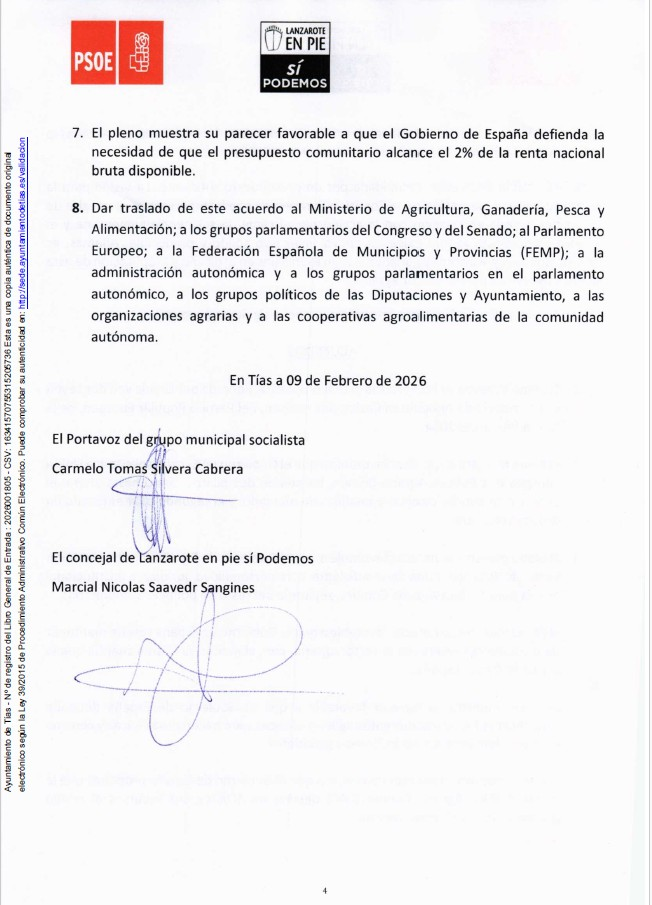 PSOE
LANZAROTE
EN PIE
sí
PODEMOS
7. El pleno muestra su parecer favorable a que el Gobierno de España defienda la
necesidad de que el presupuesto comunitario alcance el 2% de la renta nacional
bruta disponible.
8. Dar traslado de este acuerdo al Ministerio de Agricultura, Ganadería, Pesca y
Alimentación; a los grupos parlamentarios del Congreso y del Senado; al Parlamento
Europeo; a la Federación Española de Municipios y Provincias (FEMP); a la
administración autonómica y a los grupos parlamentarios en el parlamento
autonómico, a los grupos políticos de las Diputaciones y Ayuntamiento, a las
organizaciones agrarias y a las cooperativas agroalimentarias de la comunidad
autónoma.
En Tías a 09 de Febrero de 2026
El Portavoz del grupo municipal socialista
Carmelo Tomas Silvera Cabrera
El concejal de Lanzarote en pie sí Podemos
Marcial Nicolas Saavedr Sangines
4
Ayuntamiento de Tías - Nº de registro del Libro General de Entrada : 2026001805 - CSV: 16341570755315205736 Esta es una copia auténtica de documento original
electrónico según la Ley 39/2015 de Procedimiento Administrativo Común Electrónico. Puede comprobar su autenticidad en: http://sede.ayuntamientodetias.es/validacion